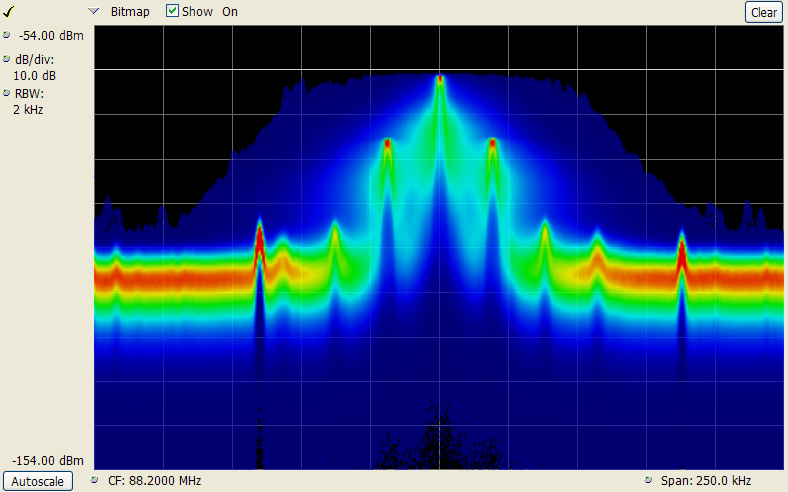 Bitmap Show On Clear
-54.00 dBm
dB/div:
10.0 dB
RBW:
2 kHz
-154.00 dBm
Autoscale CF: 88.2000 MHz Span: 250.0 kHz